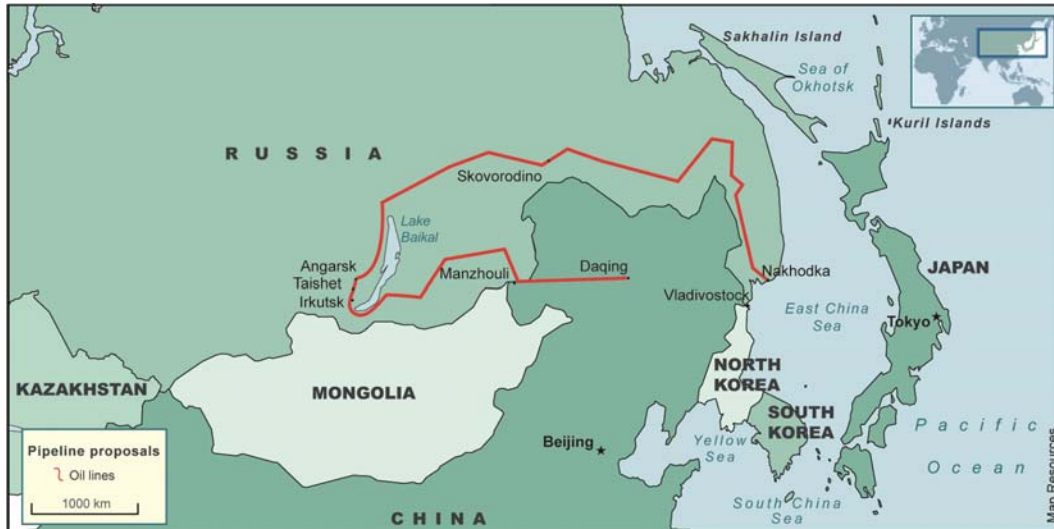 Sakhalin Island
Sea of
Okhotsk
Kuril Islands
RUSSIA
Skovorodino
Lake
Baikal
Angarsk
Taishet
Irkutsk
Manzhouli
Daqing
Nakhodka
Vladivostock
JAPAN
East China
Sea
Tokyo
KAZAKHSTAN
MONGOLIA
NORTH
KOREA
SOUTH
KOREA
Beijing
Yellow
Sea
Pacific
Ocean
South China
Sea
CHINA
Pipeline proposals
Oil lines
1000 km
Map Resources